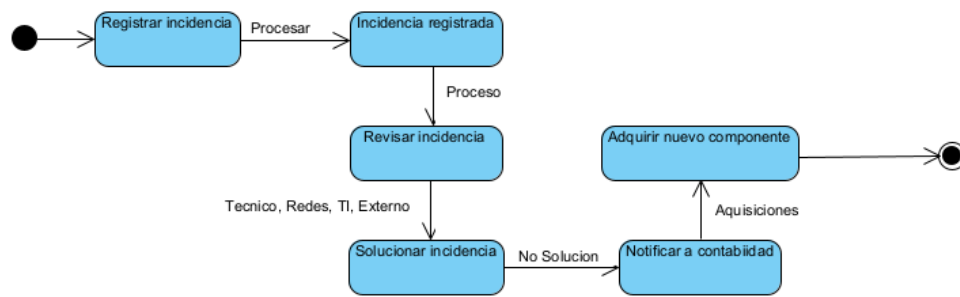 Registrar incidencia
Procesar
Incidencia registrada
Proceso
Revisar incidencia
Adquirir nuevo componente
Tecnico, Redes, TI, Externo
Aquisiciones
Solucionar incidencia
No Solucion
Notificar a contabiidad